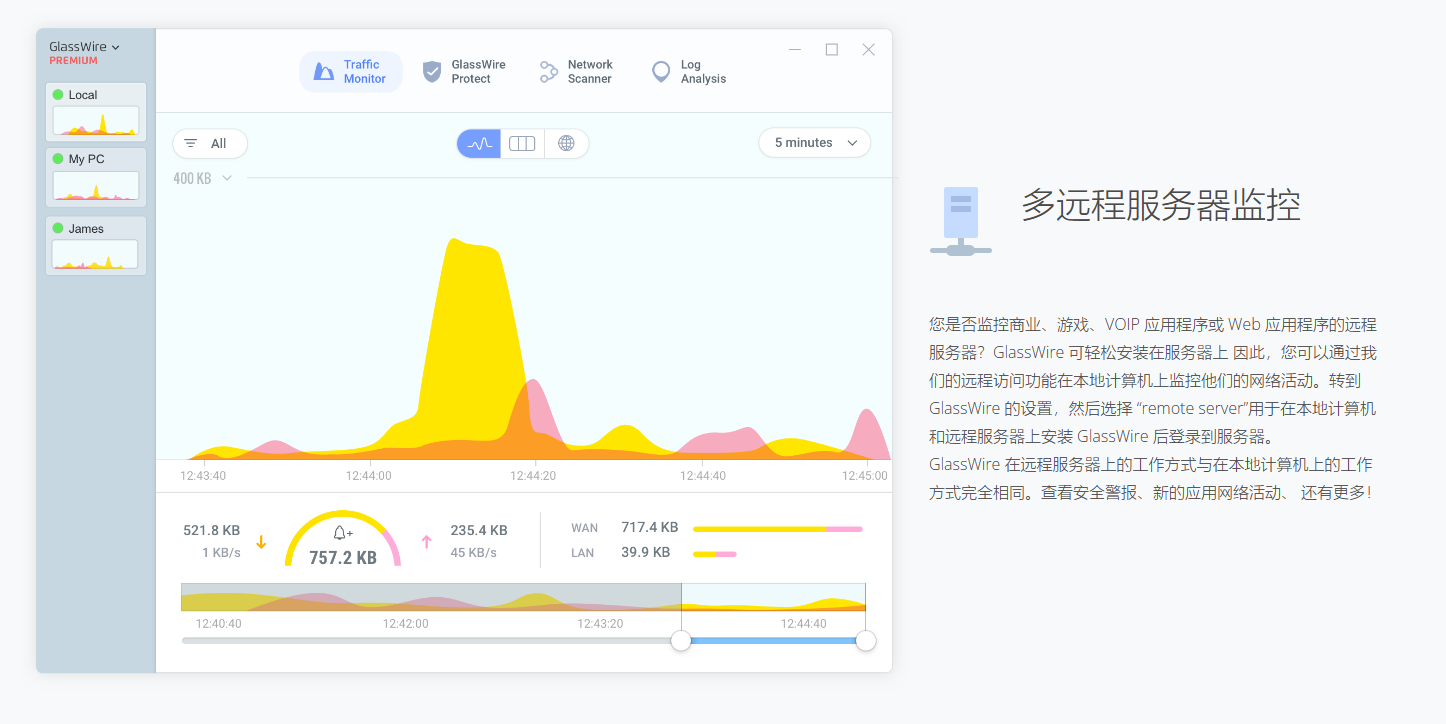 GlassWire
PREMIUM
Local
My PC
James
Traffic
Monitor
GlassWire
Protect
Network
Scanner
Log
Analysis
All
5 minutes
400 KB
12:43:40
12:44:00
12:44:20
12:44:40
12:45:00
521.8 KB
1 KB/s
757.2 KB
235.4 KB
45 KB/s
WAN 717.4 KB
LAN 39.9 KB
12:40:40
12:42:00
12:43:20
12:44:40
多远程服务器监控
您是否监控商业、游戏、VOIP 应用程序或 Web 应用程序的远程
服务器？GlassWire 可轻松安装在服务器上 因此，您可以通过我
们的远程访问功能在本地计算机上监控他们的网络活动。转到
GlassWire 的设置，然后选择 “remote server”用于在本地计算机
和远程服务器上安装 GlassWire 后登录到服务器。
GlassWire 在远程服务器上的工作方式与在本地计算机上的工作
方式完全相同。查看安全警报、新的应用网络活动、 还有更多！